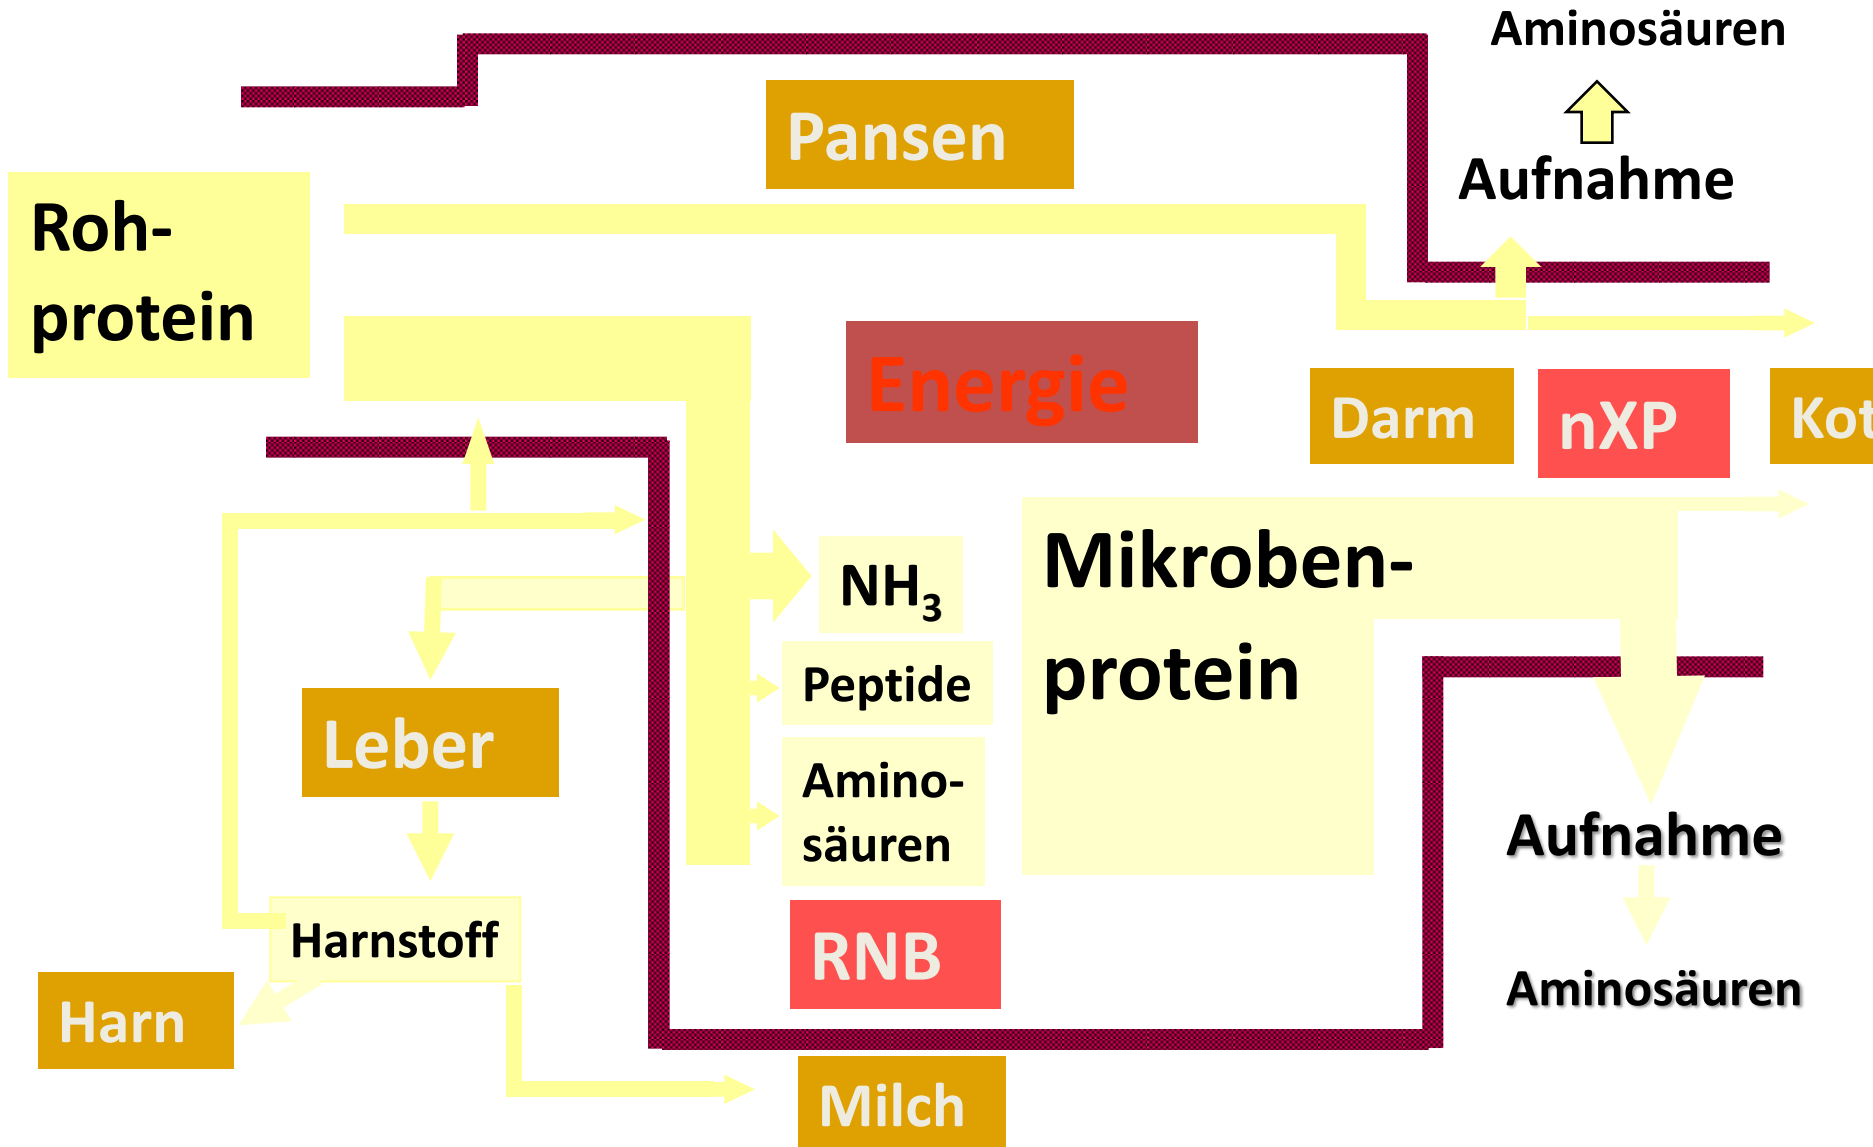 Aminosäuren
Pansen
Aufnahme
Roh-
protein
Energie
Darm
nXP
Kot
Mikroben-
protein
NH₃
Peptide
Leber
Amino-
säuren
Aufnahme
Harnstoff
RNB
Aminosäuren
Harn
Milch